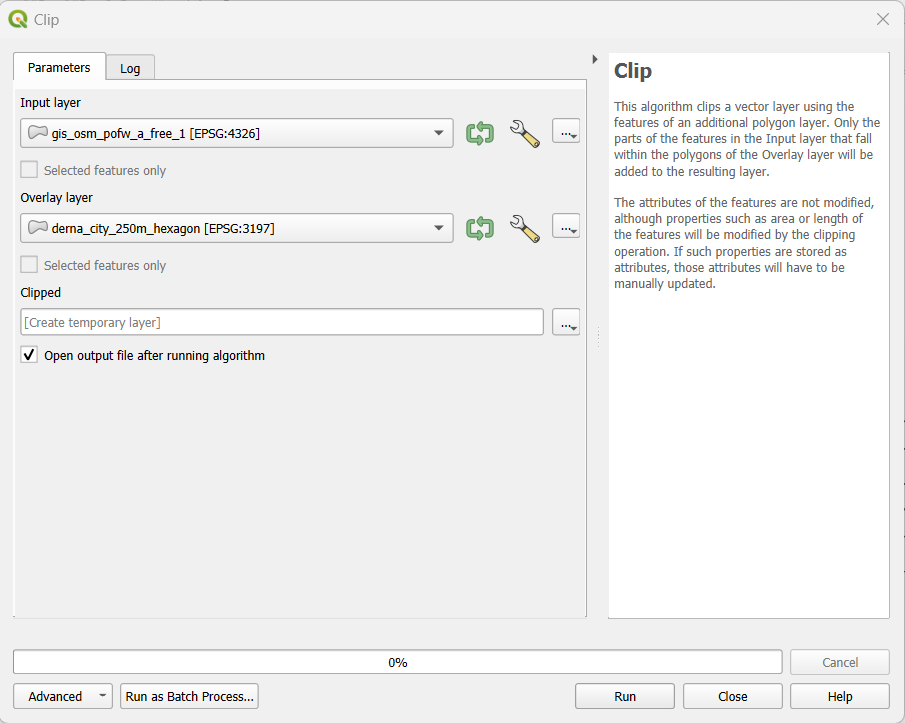 Clip
Parameters
Log
Input layer
gis_osm_pofw_a_free_1 [EPSG:4326]
...
Selected features only
Overlay layer
derna_city_250m_hexagon [EPSG:3197]
...
Selected features only
Clipped
[Create temporary layer]
...
Open output file after running algorithm
Clip
This algorithm clips a vector layer using the
features of an additional polygon layer. Only the
parts of the features in the Input layer that fall
within the polygons of the Overlay layer will be
added to the resulting layer.
The attributes of the features are not modified,
although properties such as area or length of
the features will be modified by the clipping
operation. If such properties are stored as
attributes, those attributes will have to be
manually updated.
0%
Cancel
Advanced
Run as Batch Process...
Run
Close
Help